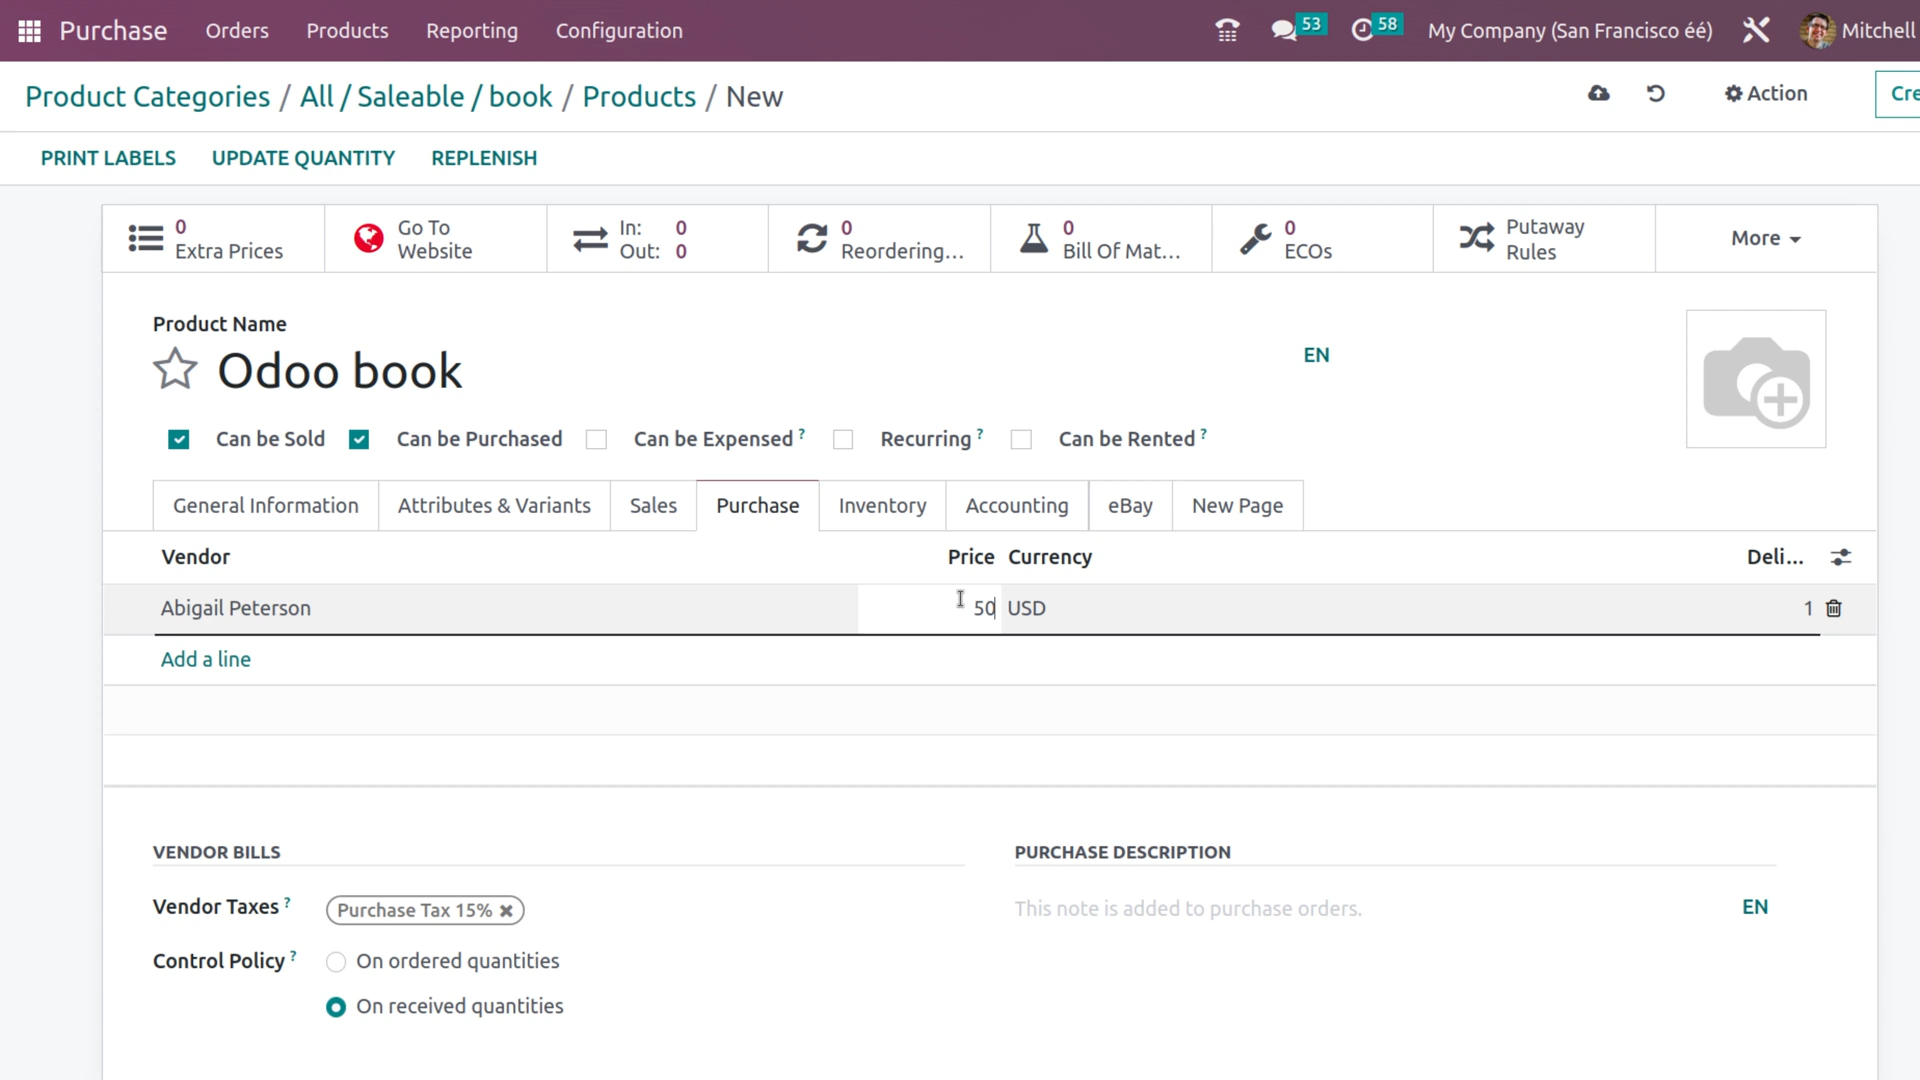 Purchase Orders Products Reporting Configuration 53 58 My Company (San Francisco éé) Mitchell
Product Categories / All / Saleable / book / Products / New Action Cre
PRINT LABELS UPDATE QUANTITY REPLENISH
0 Extra Prices
Go To Website
In: 0
Out: 0
0 Reordering...
0 Bill Of Mat...
0 ECOs
Putaway Rules
More
Product Name
Odoo book EN
Can be Sold Can be Purchased Can be Expensed ? Recurring ? Can be Rented ?
General Information Attributes & Variants Sales Purchase Inventory Accounting eBay New Page
Vendor Price Currency Deli...
Abigail Peterson 50 USD 1
Add a line
VENDOR BILLS
Vendor Taxes ? Purchase Tax 15%
Control Policy ? On ordered quantities
On received quantities
PURCHASE DESCRIPTION
This note is added to purchase orders. EN